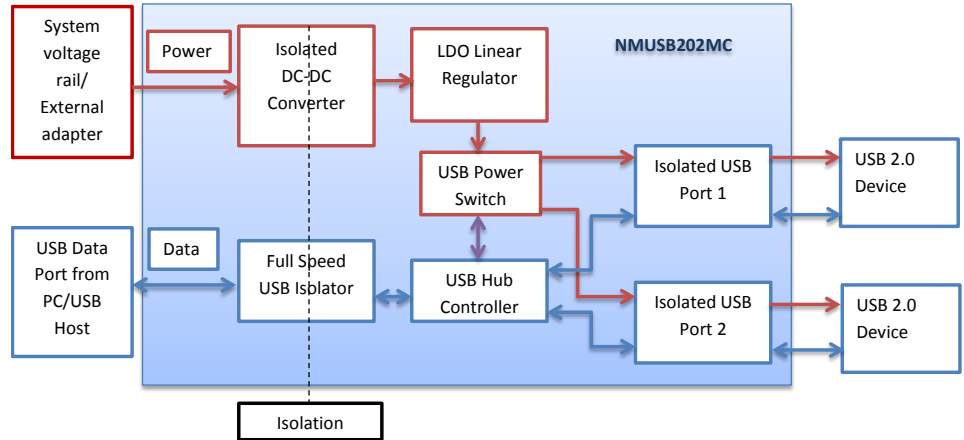 System
voltage
rail/
External
adapter
Power
Isolated
DC-DC
Converter
LDO Linear
Regulator
NMUSB202MC
USB Power
Switch
Isolated USB
Port 1
USB 2.0
Device
USB Data
Port from
PC/USB
Host
Data
Full Speed
USB Isolator
USB Hub
Controller
Isolated USB
Port 2
USB 2.0
Device
Isolation